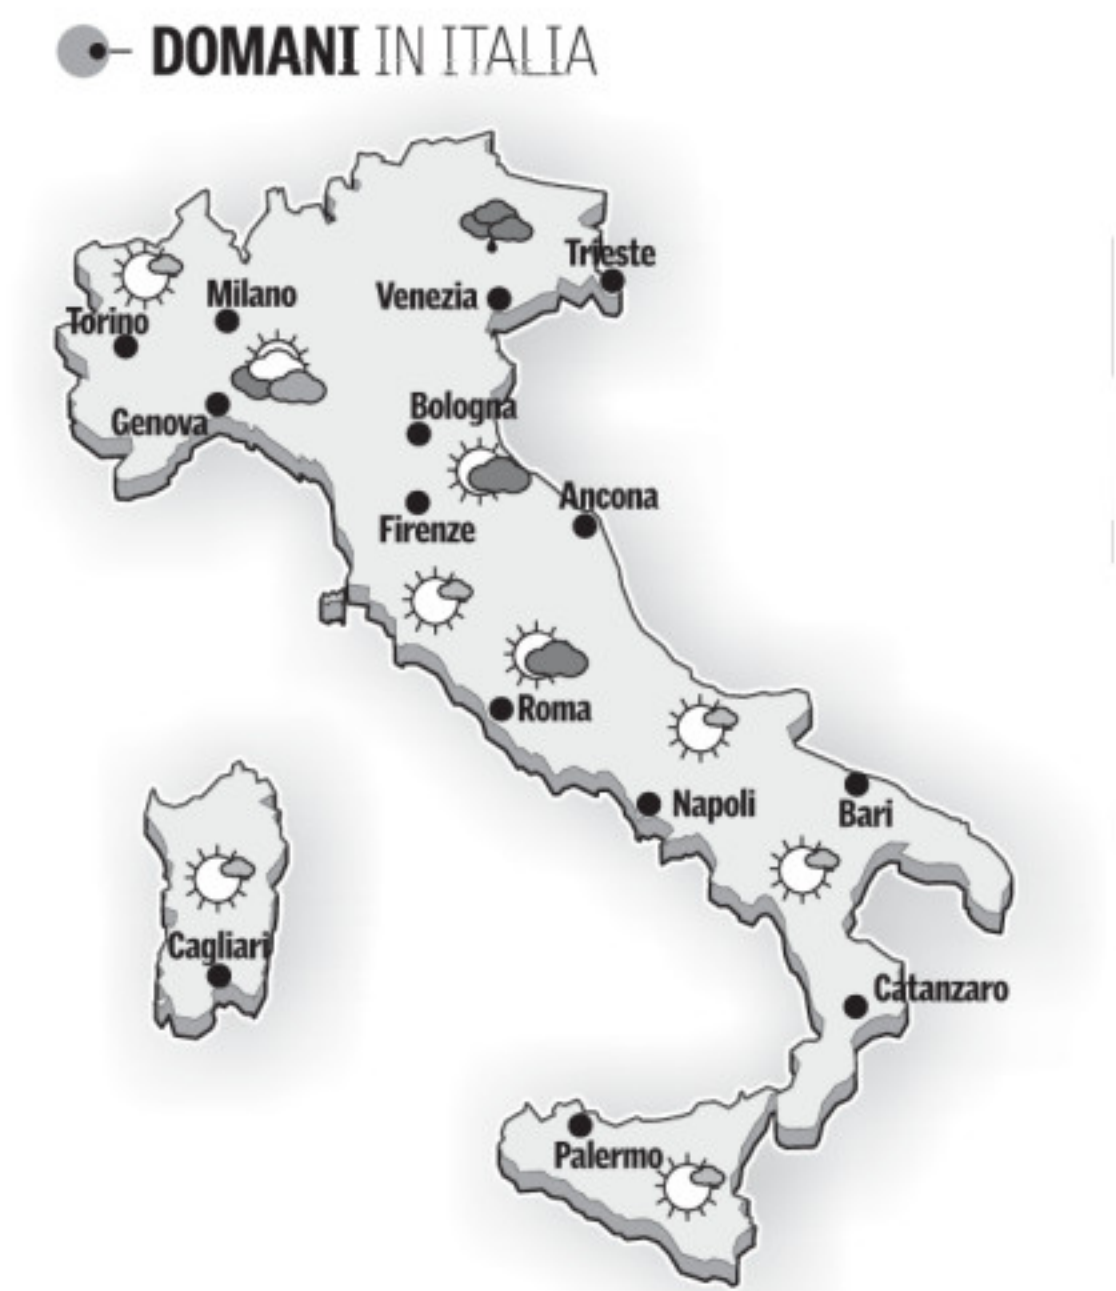 DOMANI IN ITALIA
Trieste
Milano
Venezia
Torino
Bologna
Genova
Ancona
Firenze
Roma
Napoli
Bari
Cagliari
Catanzaro
Palermo